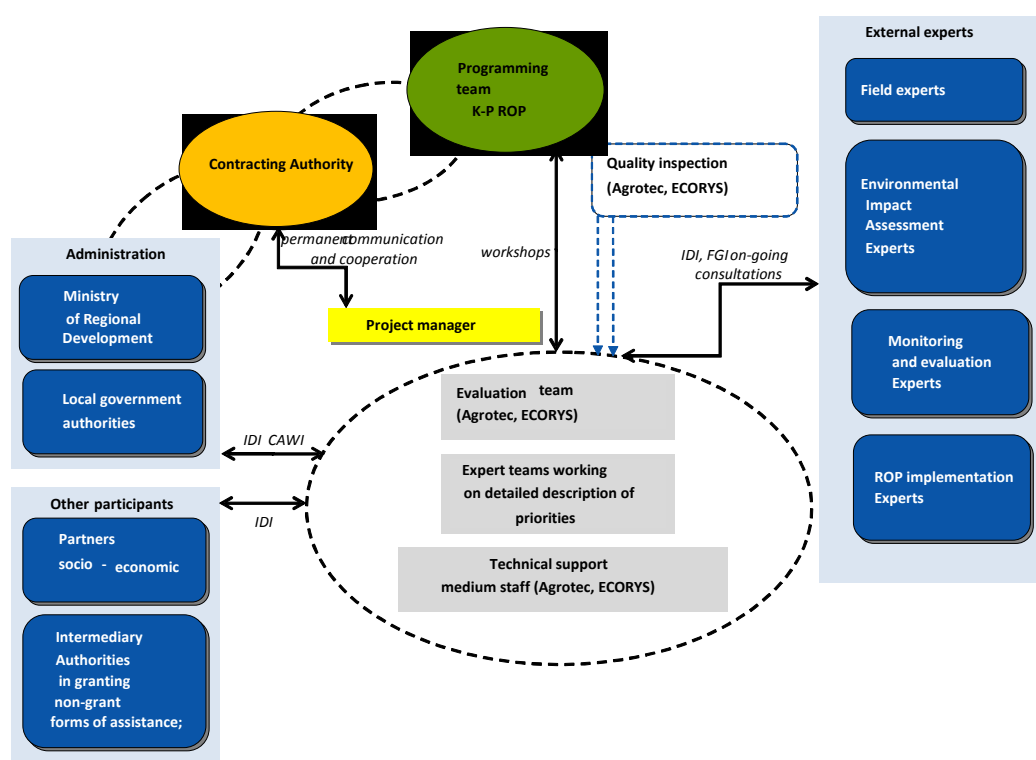 External experts
Programming
team
K-P ROP
Field experts
Contracting Authority
Quality inspection
(Agrotec, ECORYS)
Environmental
Impact
Assessment
Experts
permanent communication
and cooperation
workshops
IDI, FGI on-going
consultations
Administration
Ministry
of Regional
Development
Project manager
Monitoring
and evaluation
Experts
Local government
authorities
Evaluation team
(Agrotec, ECORYS)
IDI CAWI
Expert teams working
on detailed description of
priorities
ROP implementation
Experts
Other participants
IDI
Partners
socio - economic
Technical support
medium staff (Agrotec, ECORYS)
Intermediary
Authorities
in granting
non-grant
forms of assistance;